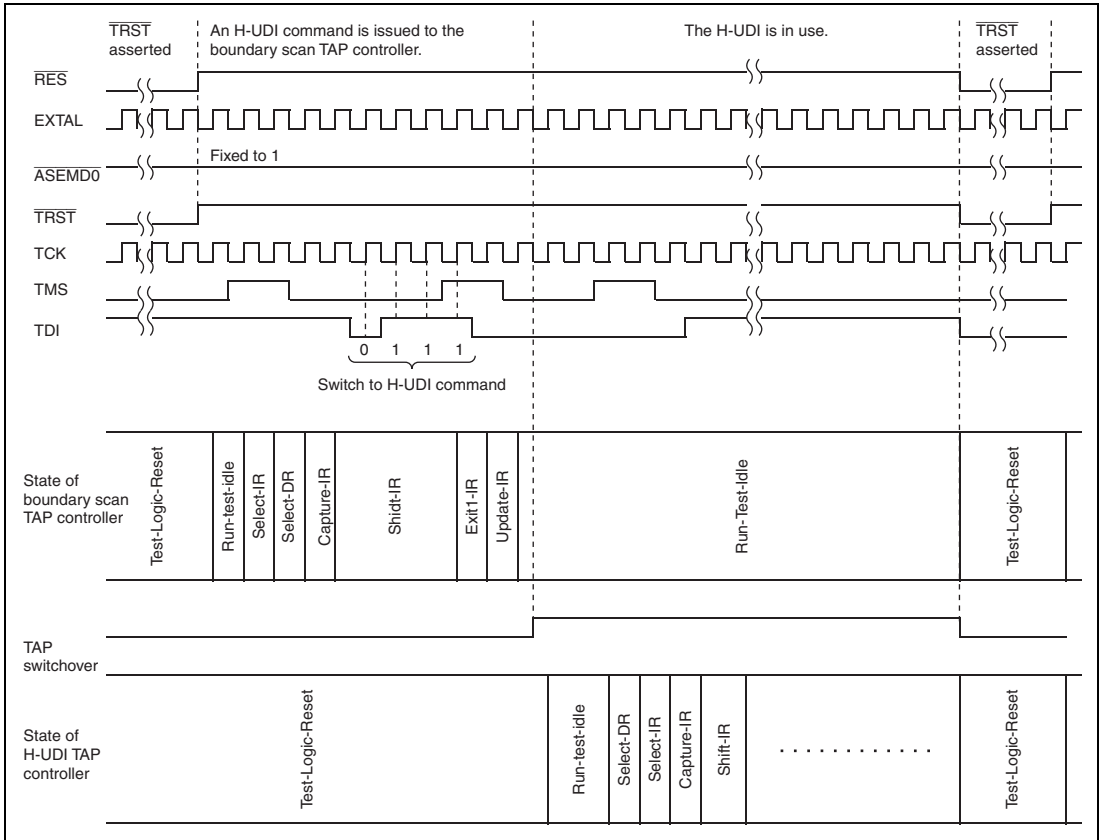 TRST
asserted
An H-UDI command is issued to the
boundary scan TAP controller.
The H-UDI is in use.
TRST
asserted
RES
EXTAL
Fixed to 1
ASEMD0
TRST
TCK
TMS
TDI
0 1 1 1
Switch to H-UDI command
State of
boundary scan
TAP controller
Test-Logic-Reset
Run-test-idle
Select-IR
Select-DR
Capture-IR
Shidt-IR
Exit1-IR
Update-IR
Run-Test-Idle
Test-Logic-Reset
TAP
switchover
State of
H-UDI TAP
controller
Test-Logic-Reset
Run-test-idle
Select-DR
Select-IR
Capture-IR
Shift-IR
. . . . . . . . . . . . .
Test-Logic-Reset